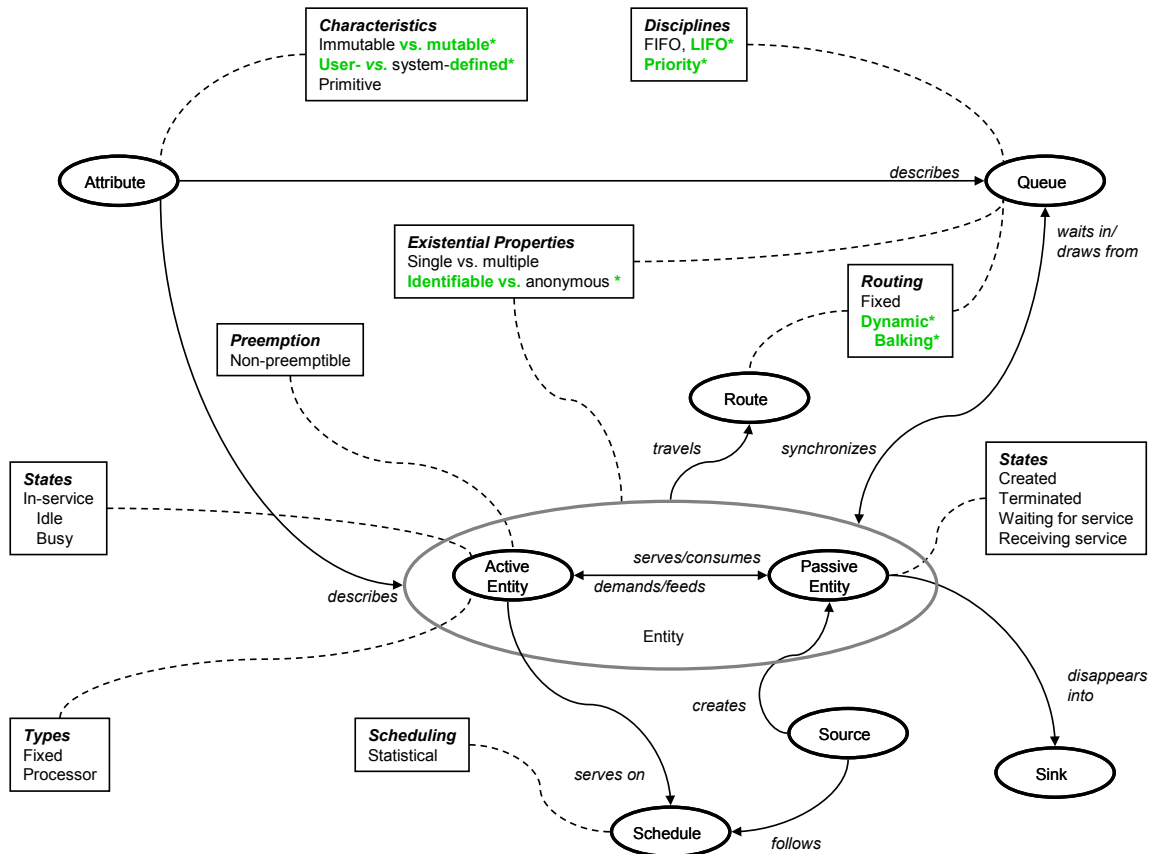 Characteristics
Immutable vs. mutable*
User- vs. system-defined*
Primitive
Disciplines
FIFO, LIFO*
Priority*
Attribute
describes
Queue
waits in/
draws from
Existential Properties
Single vs. multiple
Identifiable vs. anonymous *
Routing
Fixed
Dynamic*
Balking*
Preemption
Non-preemptible
Route
travels
synchronizes
States
In-service
Idle
Busy
States
Created
Terminated
Waiting for service
Receiving service
Active
Entity
serves/consumes
demands/feeds
Passive
Entity
describes
Entity
disappears
into
creates
Types
Fixed
Processor
Scheduling
Statistical
Source
serves on
Sink
Schedule
follows